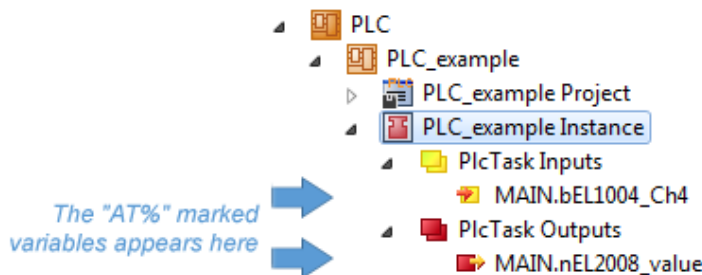 PLC
PLC_example
PLC_example Project
PLC_example Instance
PlcTask Inputs
MAIN.bEL1004_Ch4
PlcTask Outputs
MAIN.nEL2008_value
The "AT%" marked
variables appears here